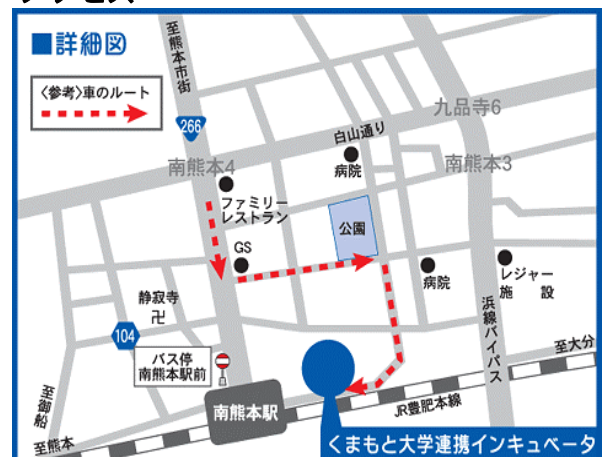 アクセス
■詳細図
〈参考〉車のルート
至熊本市街
266
九品寺6
白山通り
南熊本4
病院
南熊本3
ファミリー
レストラン
公園
GS
病院
レジャー
施設
静寂寺
卍
浜線バイパス
104
バス停
南熊本駅前
至大分
至御船
南熊本駅
JR豊肥本線
至熊本
くまもと大学連携インキュベータ